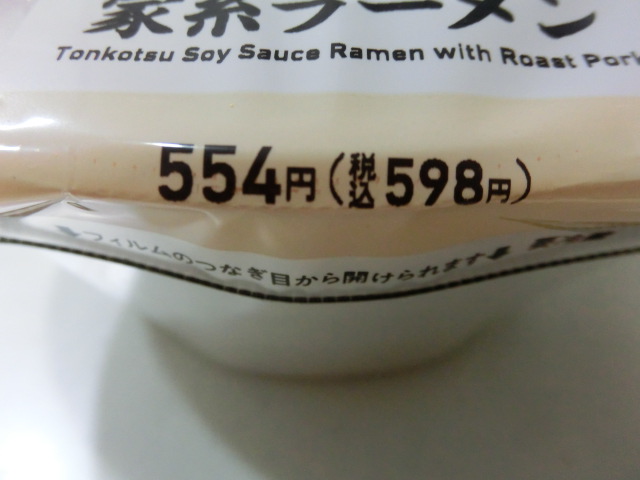 家系ラーメン
Tonkotsu Soy Sauce Ramen with Roast Pork
554円(税込598円)
フィルムのつなぎ目から開けられます